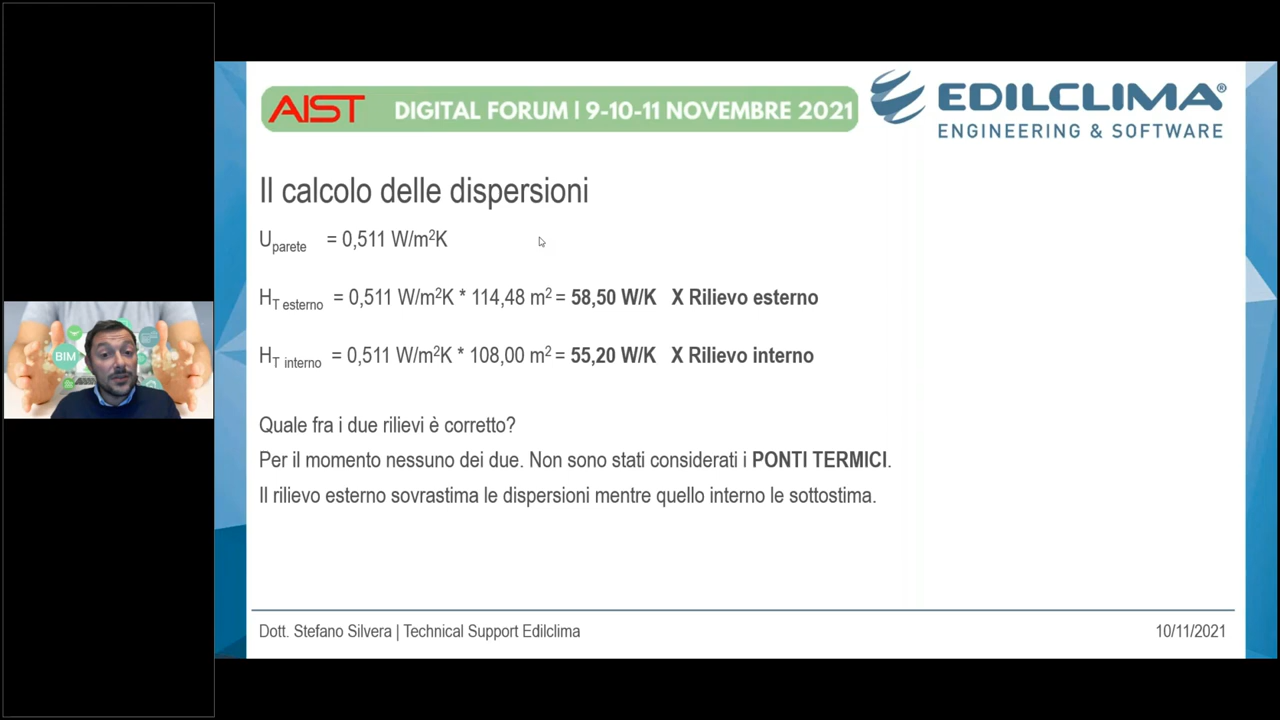 AIST DIGITAL FORUM | 9-10-11 NOVEMBRE 2021
EDILCLIMA®
ENGINEERING & SOFTWARE
Il calcolo delle dispersioni
Uparete = 0,511 W/m²K
HT esterno = 0,511 W/m²K * 114,48 m² = 58,50 W/K X Rilievo esterno
HT interno = 0,511 W/m²K * 108,00 m² = 55,20 W/K X Rilievo interno
BIM
Quale fra i due rilievi è corretto?
Per il momento nessuno dei due. Non sono stati considerati i PONTI TERMICI.
Il rilievo esterno sovrastima le dispersioni mentre quello interno le sottostima.
Dott. Stefano Silvera | Technical Support Edilclima
10/11/2021